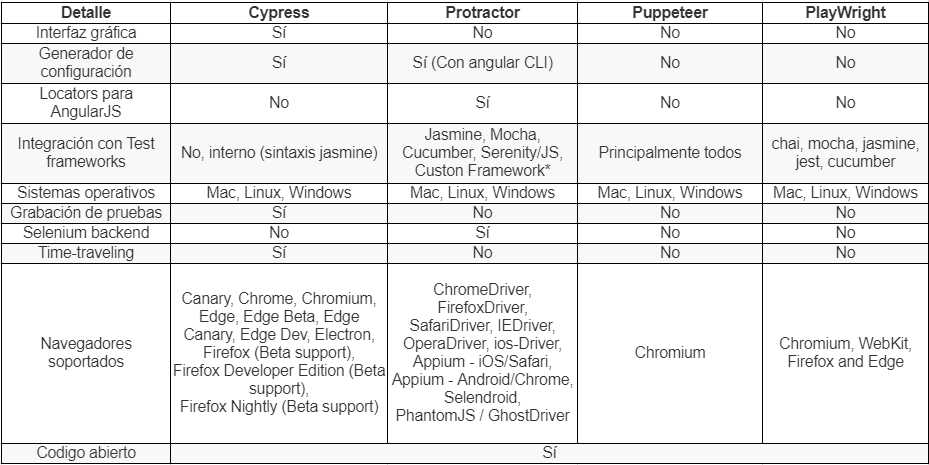 Detalle Cypress Protractor Puppeteer PlayWright
Interfaz gráfica Sí No No No
Generador de
configuración Sí Sí (Con angular CLI) No No
Locators para
AngularJS No Sí No No
Integración con Test
frameworks No, interno (sintaxis jasmine) Jasmine, Mocha,
Cucumber, Serenity/JS,
Custon Framework* Principalmente todos chai, mocha, jasmine,
jest, cucumber
Sistemas operativos Mac, Linux, Windows Mac, Linux, Windows Mac, Linux, Windows Mac, Linux, Windows
Grabación de pruebas Sí No No No
Selenium backend No Sí No No
Time-traveling Sí No No No
Navegadores
soportados
Canary, Chrome, Chromium,
Edge, Edge Beta, Edge
Canary, Edge Dev, Electron,
Firefox (Beta support),
Firefox Developer Edition (Beta
support),
Firefox Nightly (Beta support)
ChromeDriver,
FirefoxDriver,
SafariDriver, IEDriver,
OperaDriver, ios-Driver,
Appium - iOS/Safari,
Appium - Android/Chrome,
Selendroid,
PhantomJS / GhostDriver
Chromium
Chromium, WebKit,
Firefox and Edge
Codigo abierto Sí